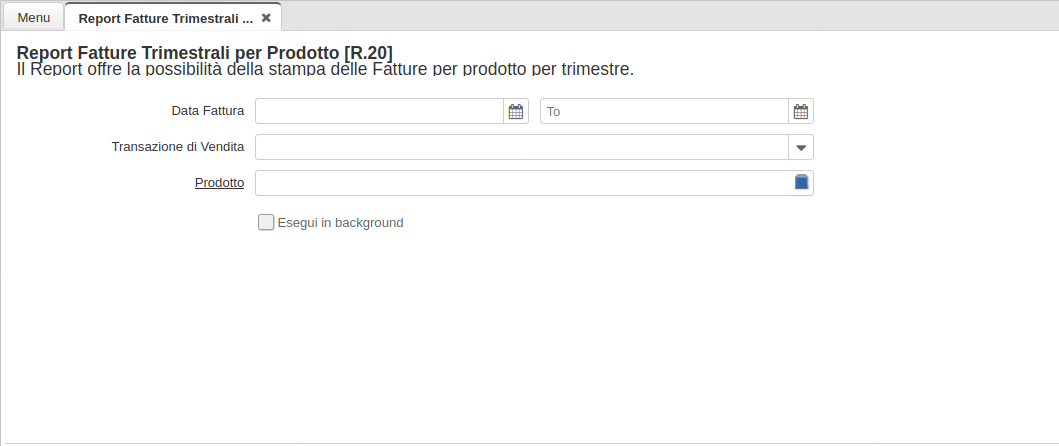 Menu
Report Fatture Trimestrali ...
Report Fatture Trimestrali per Prodotto [R.20]
Il Report offre la possibilità della stampa delle Fatture per prodotto per trimestre.
Data Fattura To
Transazione di Vendita
Prodotto
Esegui in background